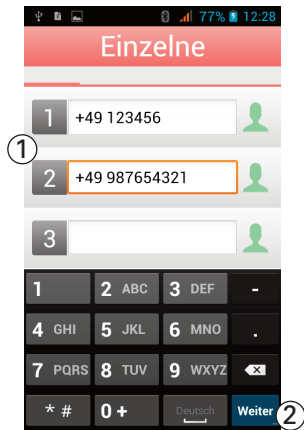 77% 12:28
Einzelne
1 +49 123456
①
2 +49 987654321
3
1 2 ABC 3 DEF -
4 GHI 5 JKL 6 MNO .
7 PQRS 8 TUV 9 WXYZ
* # 0 + Deutsch Weiter ②